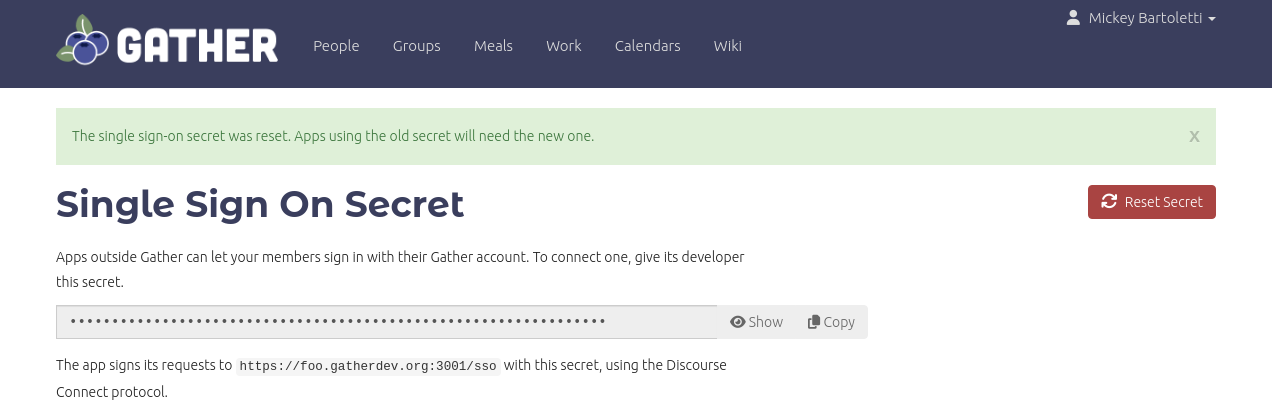 GATHER
People Groups Meals Work Calendars Wiki
Mickey Bartoletti
The single sign-on secret was reset. Apps using the old secret will need the new one. x
Single Sign On Secret
Reset Secret
Apps outside Gather can let your members sign in with their Gather account. To connect one, give its developer
this secret.
•••••••••••••••••••••••••••••••••••••••••••••••••••••••••••••••• Show Copy
The app signs its requests to https://foo.gatherdev.org:3001/sso with this secret, using the Discourse
Connect protocol.